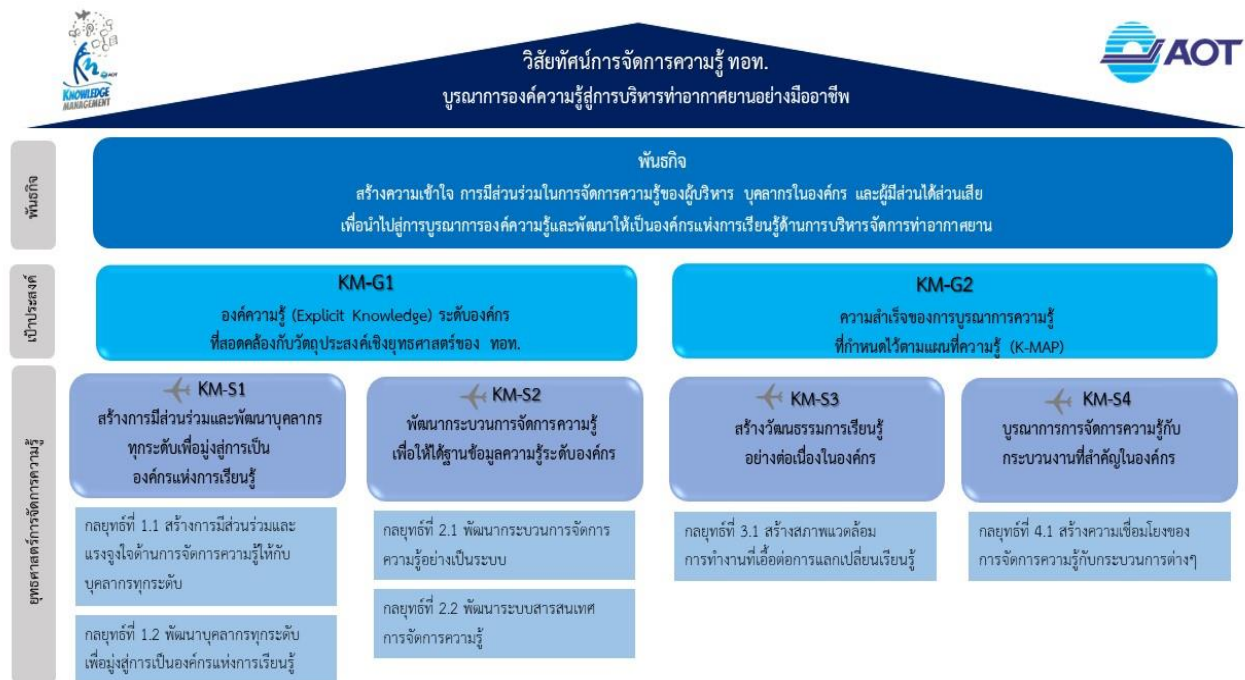 KNOWLEDGE
MANAGEMENT
AOT
วิสัยทัศน์การจัดการความรู้ ทอท.
บูรณาการองค์ความรู้สู่การบริหารท่าอากาศยานอย่างมืออาชีพ
AOT
พันธกิจ
พันธกิจ
สร้างความเข้าใจ การมีส่วนร่วมในการจัดการความรู้ของผู้บริหาร บุคลากรในองค์กร และผู้มีส่วนได้ส่วนเสีย
เพื่อนำไปสู่การบูรณาการองค์ความรู้และพัฒนาให้เป็นองค์กรแห่งการเรียนรู้ด้านการบริหารจัดการท่าอากาศยาน
เป้าประสงค์
KM-G1
องค์ความรู้ (Explicit Knowledge) ระดับองค์กร
ที่สอดคล้องกับวัตถุประสงค์เชิงยุทธศาสตร์ของ ทอท.
KM-G2
ความสำเร็จของการบูรณาการความรู้
ที่กำหนดไว้ตามแผนที่ความรู้ (K-MAP)
ยุทธศาสตร์การจัดการความรู้
KM-S1
สร้างการมีส่วนร่วมและพัฒนาบุคลากร
ทุกระดับเพื่อมุ่งสู่การเป็น
องค์กรแห่งการเรียนรู้
กลยุทธ์ที่ 1.1 สร้างการมีส่วนร่วมและ
แรงจูงใจด้านการจัดการความรู้ให้กับ
บุคลากรทุกระดับ
กลยุทธ์ที่ 1.2 พัฒนาบุคลากรทุกระดับ
เพื่อมุ่งสู่การเป็นองค์กรแห่งการเรียนรู้
KM-S2
พัฒนากระบวนการจัดการความรู้
เพื่อให้ได้ฐานข้อมูลความรู้ระดับองค์กร
กลยุทธ์ที่ 2.1 พัฒนากระบวนการจัดการ
ความรู้อย่างเป็นระบบ
กลยุทธ์ที่ 2.2 พัฒนาระบบสารสนเทศ
การจัดการความรู้
KM-S3
สร้างวัฒนธรรมการเรียนรู้
อย่างต่อเนื่องในองค์กร
กลยุทธ์ที่ 3.1 สร้างสภาพแวดล้อม
การทำงานที่เอื้อต่อการแลกเปลี่ยนเรียนรู้
KM-S4
บูรณาการการจัดการความรู้กับ
กระบวนงานที่สำคัญในองค์กร
กลยุทธ์ที่ 4.1 สร้างความเชื่อมโยงของ
การจัดการความรู้กับกระบวนการต่างๆ